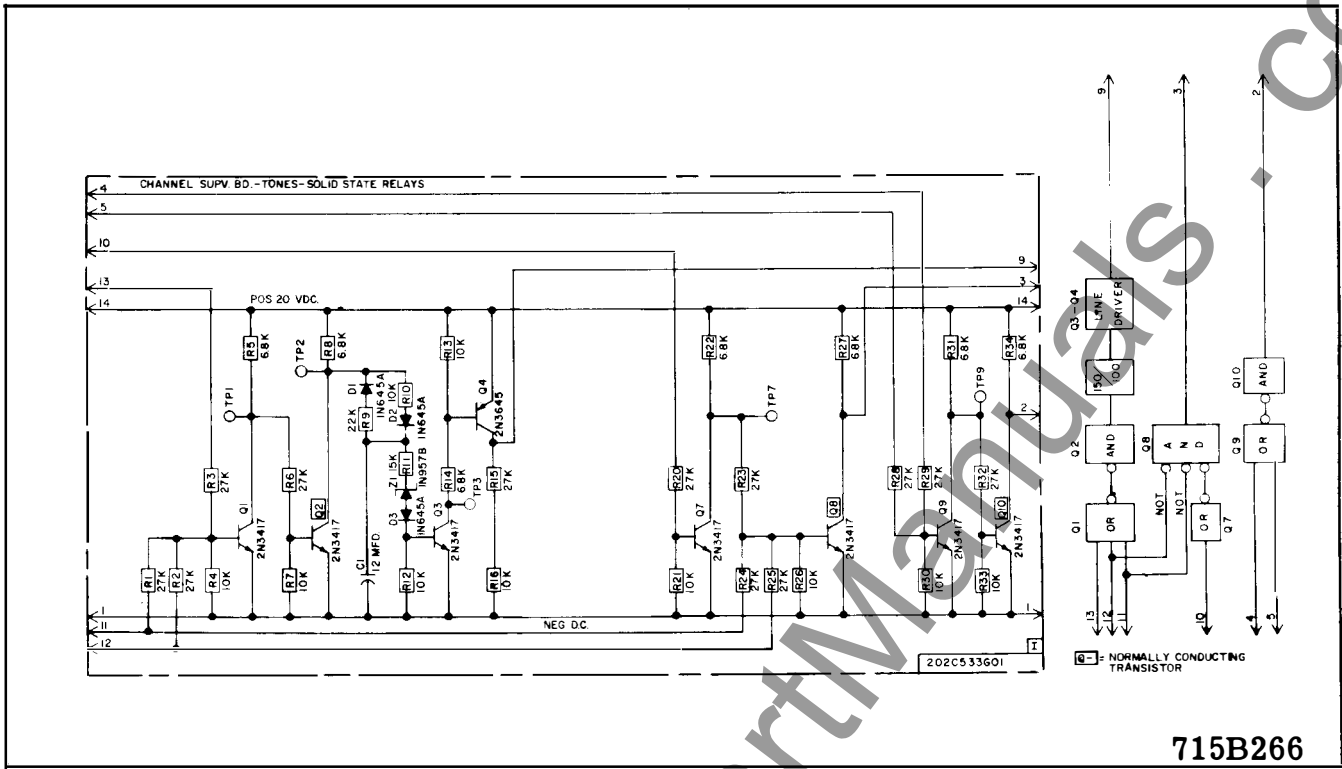 CHANNEL SUPV. BD.-TONES-SOLID STATE RELAYS
4
5
10
13
14
POS 20 VDC.
9
3
14
R5
6.8K
TP2
R8
6.8K
R13
10K
R22
6.8K
R27
6.8K
R31
6.8K
R34
6.8K
TP1
D1
1N645A
22K
R9
D2 10K
R10
1N645A
Q4
2N3645
TP7
TP9
2
R3
27K
R6
27K
Z1 15K
R11
1N957B
R14
6.8K
TP3
R15
27K
R20
27K
R23
27K
R28
27K
R29
27K
R32
27K
Q1
2N3417
Q2
2N3417
D3
1N645A
Q3
2N3417
Q7
2N3417
Q8
2N3417
Q9
2N3417
Q10
2N3417
R1
27K
R2
27K
R4
10K
R7
10K
C1
12 MFD.
R12
10K
R16
10K
R21
10K
R24
27K
R25
27K
R26
10K
R30
10K
R33
10K
1
11
12
NEG D.C.
1
I
202C533G01
9
3
2
Q3-Q4
LINE
DRIVER
150
100
Q10
AND
Q2
AND
Q8
AND
Q9
OR
NOT
NOT
Q1
OR
OR
Q7
13
12
11
10
4
5
Q- = NORMALLY CONDUCTING
TRANSISTOR
715B266
rtManuals . co